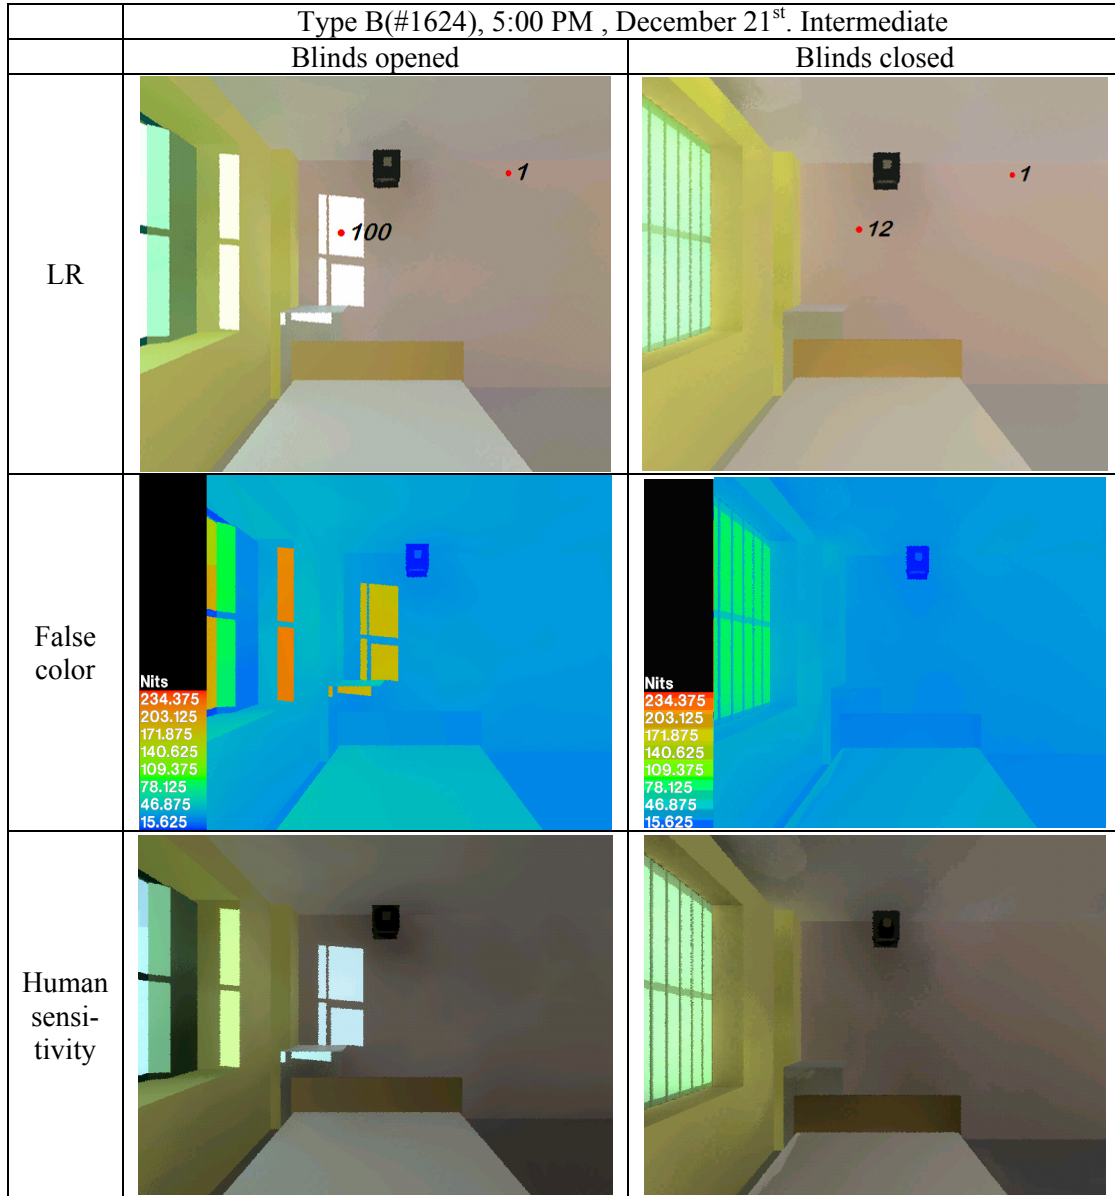 Type B(#1624), 5:00 PM , December 21st. Intermediate
Blinds opened
Blinds closed
LR
1
100
1
12
False
color
Nits
234.375
203.125
171.875
140.625
109.375
78.125
46.875
15.625
Nits
234.375
203.125
171.875
140.625
109.375
78.125
46.875
15.625
Human
sensi-
tivity